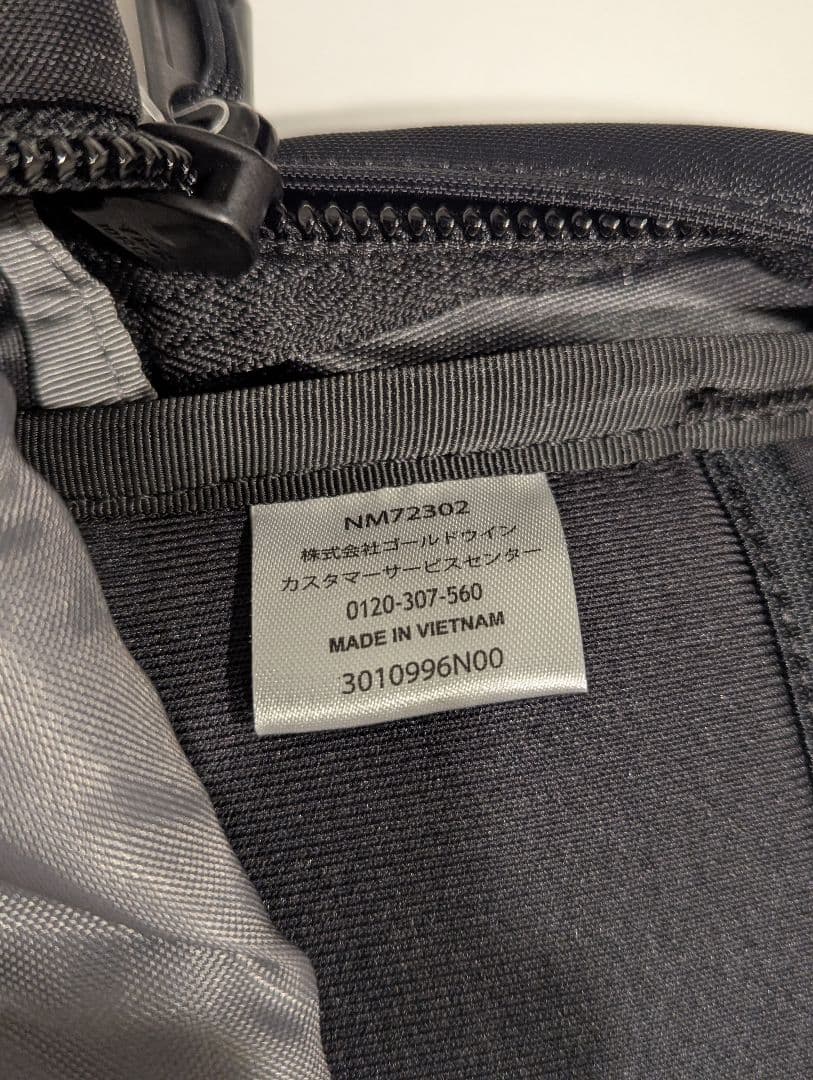 NM72302
株式会社ゴールドウイン
カスタマーサービスセンター
0120-307-560
MADE IN VIETNAM
3010996N00